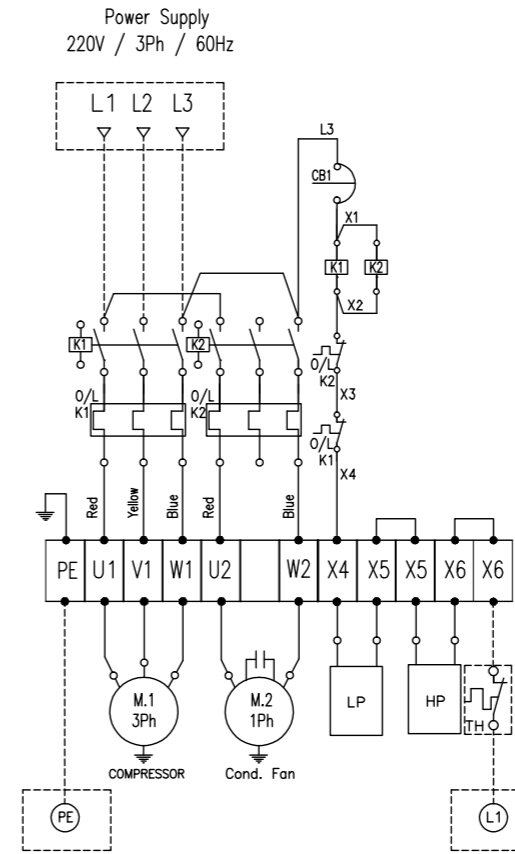 Power Supply
220V / 3Ph / 60Hz
L1 L2 L3
L3
CB1
X1
K1 K2
X2
K1 K2
O/L
K2
X3
O/L
K1
O/L
K2
O/L
K1
X4
Red Yellow Blue Red Blue
PE U1 V1 W1 U2 W2 X4 X5 X5 X6 X6
M.1
3Ph
M.2
1Ph
LP HP
TH
COMPRESSOR Cond. Fan
PE L1